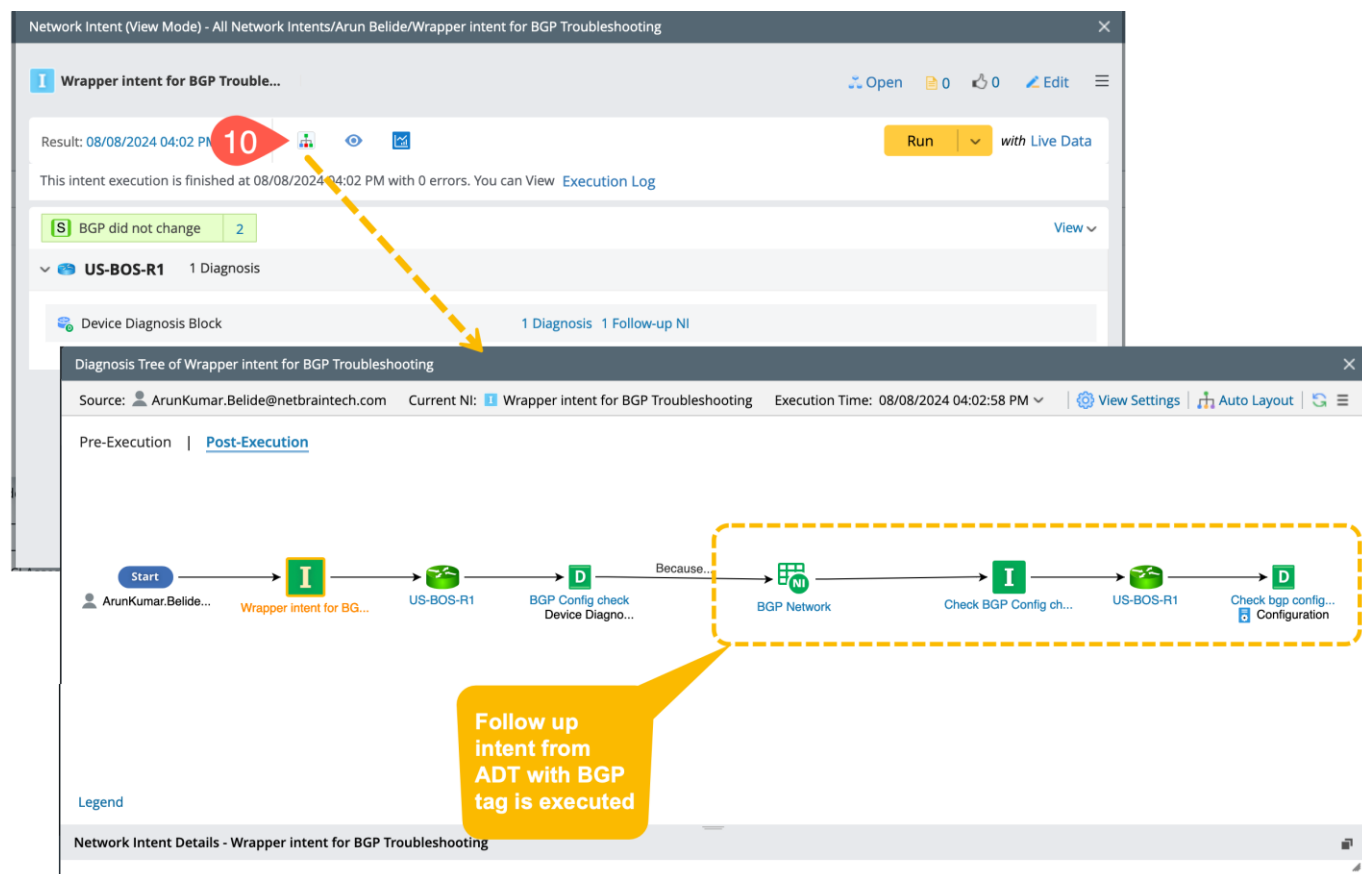 Network Intent (View Mode) - All Network Intents/Arun Belide/Wrapper intent for BGP Troubleshooting
I Wrapper intent for BGP Trouble...
Open 0 0 Edit
Result: 08/08/2024 04:02 PM
10
Run with Live Data
This intent execution is finished at 08/08/2024 04:02 PM with 0 errors. You can View Execution Log
S BGP did not change 2
View
US-BOS-R1 1 Diagnosis
Device Diagnosis Block 1 Diagnosis 1 Follow-up NI
Diagnosis Tree of Wrapper intent for BGP Troubleshooting
Source: ArunKumar.Belide@netbraintech.com Current NI: I Wrapper intent for BGP Troubleshooting Execution Time: 08/08/2024 04:02:58 PM View Settings Auto Layout
Pre-Execution | Post-Execution
Start
ArunKumar.Belide...
I
Wrapper intent for BG...
US-BOS-R1
D
BGP Config check
Device Diagno...
Because...
NI
BGP Network
I
Check BGP Config ch...
US-BOS-R1
D
Check bgp config...
Configuration
Follow up
intent from
ADT with BGP
tag is executed
Legend
Network Intent Details - Wrapper intent for BGP Troubleshooting